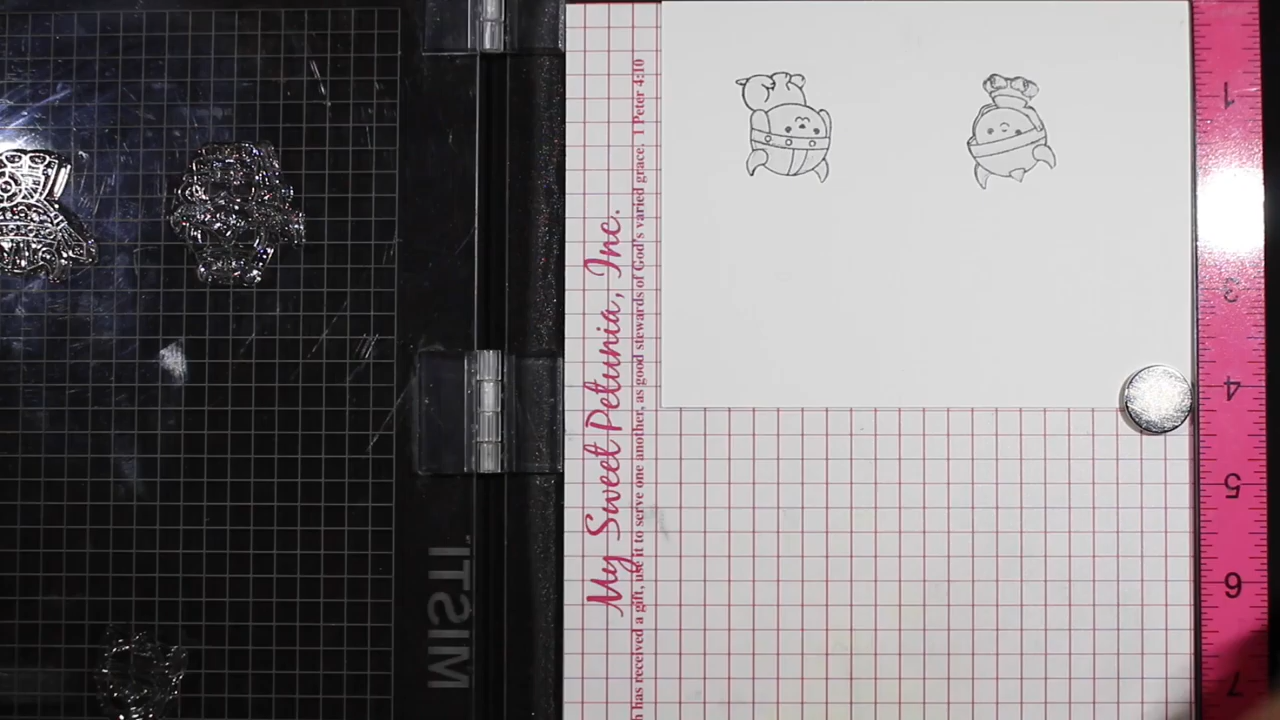 My Sweet Petunia, Inc.
h has received a gift, use it to serve one another, as good stewards of God's varied grace, 1 Peter 4:10
MISTI
1
3
4
5
6
7